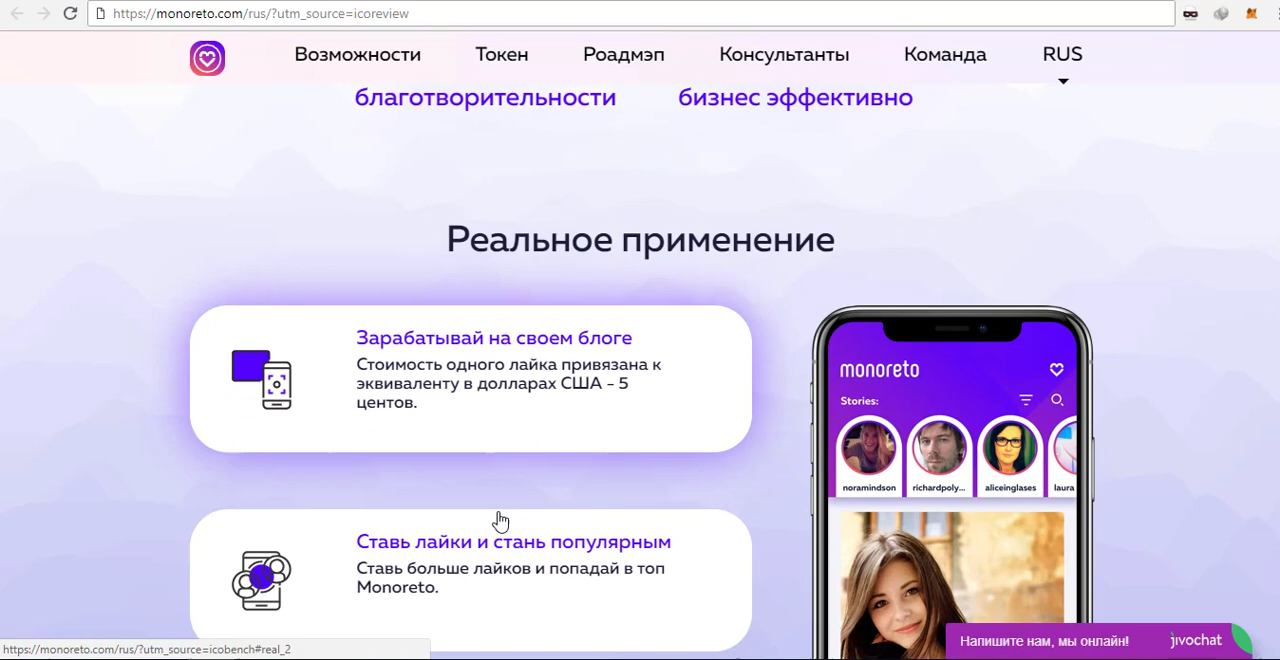 https://monoreto.com/rus/?utm_source=icoreview
Возможности Токен Роадмэп Консультанты Команда RUS
благотворительности бизнес эффективно
Реальное применение
Зарабатывай на своем блоге
Стоимость одного лайка привязана к
эквиваленту в долларах США - 5
центов.
Ставь лайки и стань популярным
Ставь больше лайков и попадай в топ
Monoreto.
monoreto
Stories:
noramindson richardpoly... aliceinglases laura
Напишите нам, мы онлайн! jivochat
https://monoreto.com/rus/?utm_source=icobench#real_2